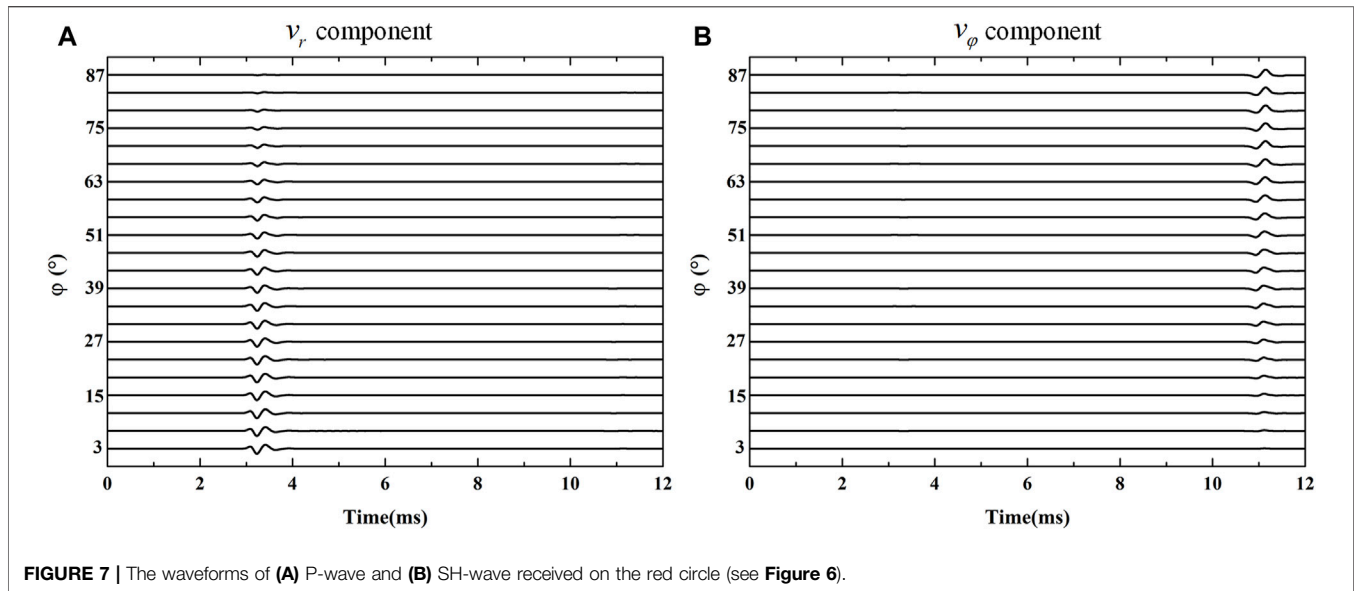 A
v_r component
87
75
63
51
39
27
15
3
φ (°)
0 2 4 6 8 10 12
Time(ms)
B
v_φ component
87
75
63
51
39
27
15
3
φ (°)
0 2 4 6 8 10 12
Time(ms)
FIGURE 7 | The waveforms of (A) P-wave and (B) SH-wave received on the red circle (see Figure 6).